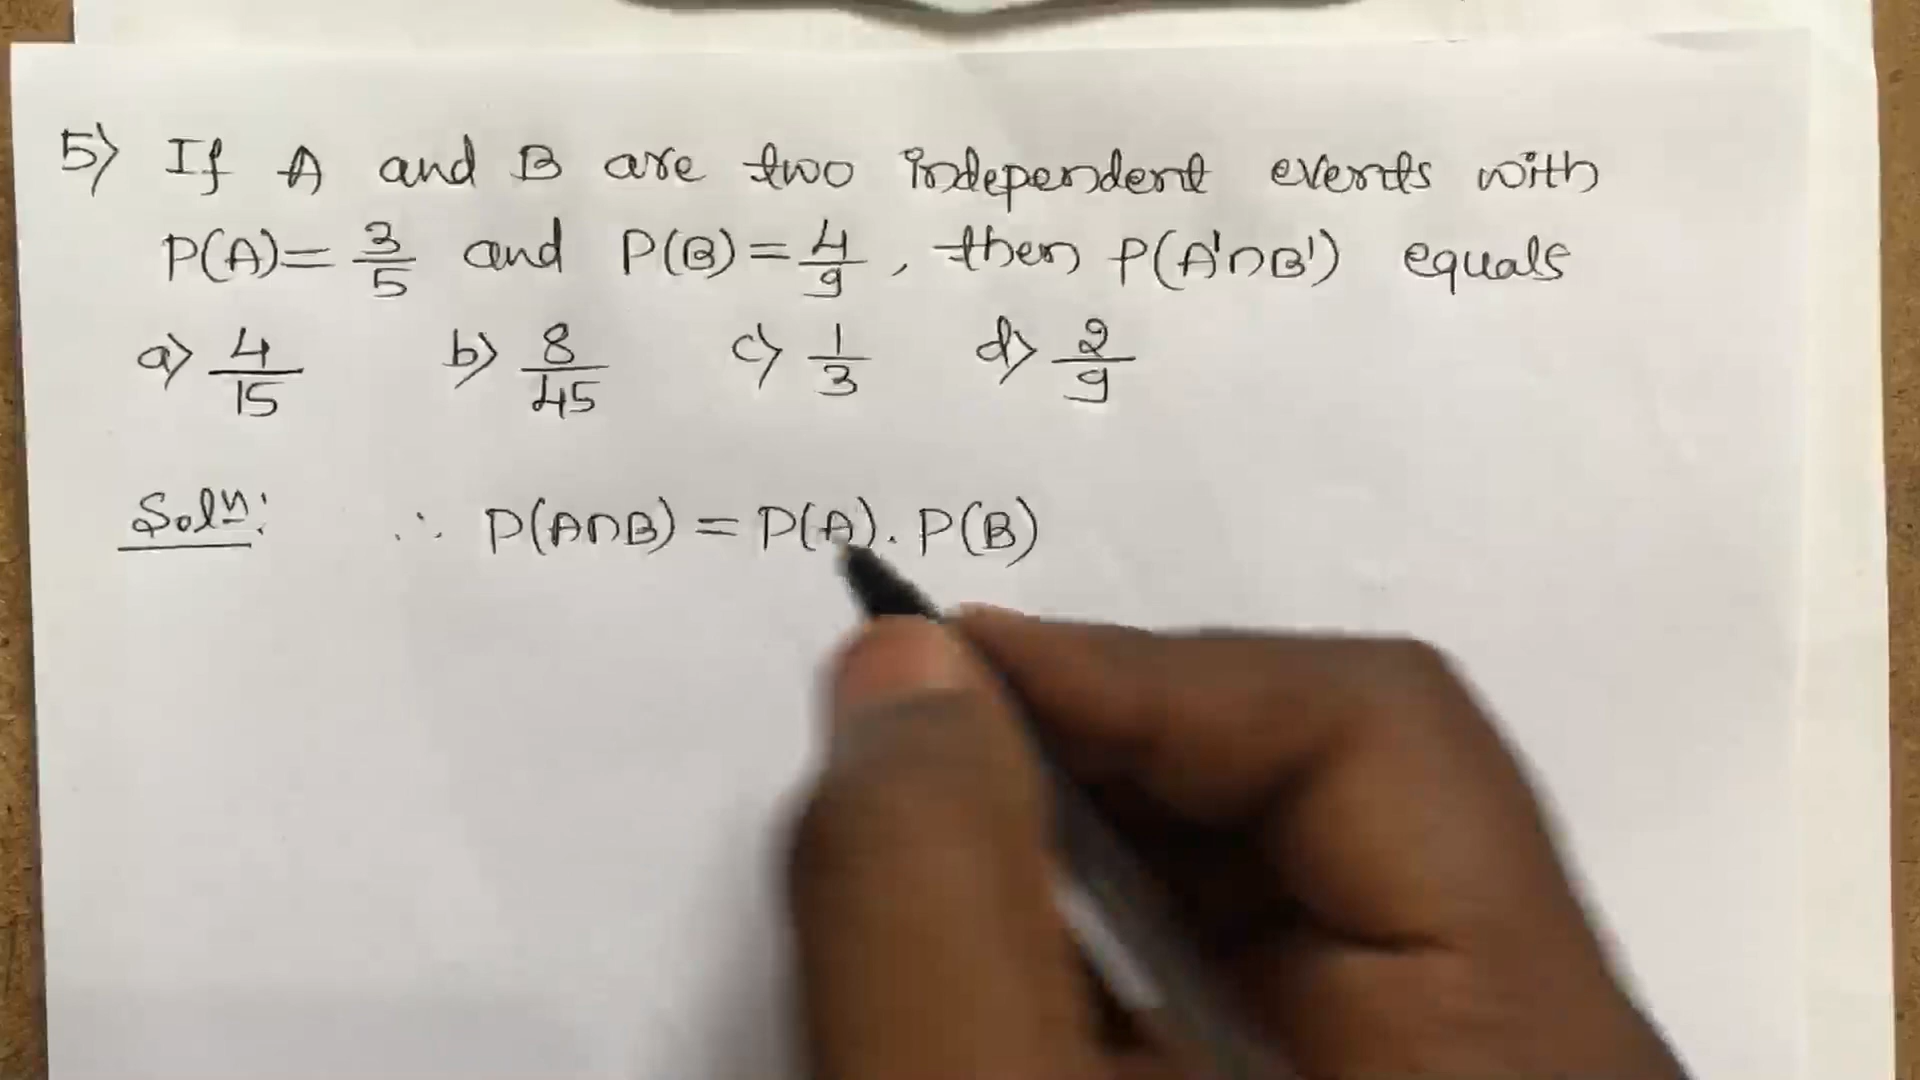 5) If A and B are two independent events with
P(A)=3/5 and P(B)=4/9, then P(A'∩B') equals
a) 4/15 b) 8/45 c) 1/3 d) 2/9
Solⁿ: ∴ P(A∩B) = P(A). P(B)